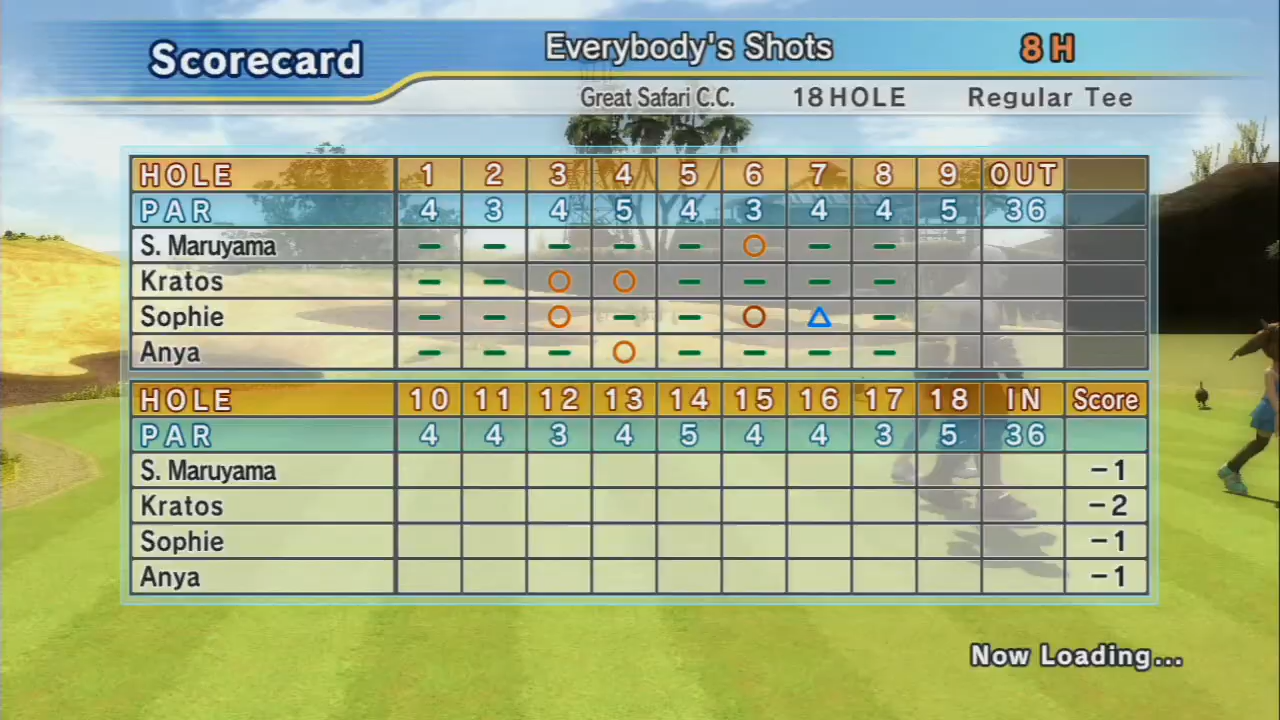 Scorecard
Everybody's Shots 8H
Great Safari C.C. 18HOLE Regular Tee
HOLE 1 2 3 4 5 6 7 8 9 OUT
PAR 4 3 4 5 4 3 4 4 5 36
S. Maruyama – – – – – ○ – –
Kratos – – ○ ○ – – – –
Sophie – – ○ – – ○ △ –
Anya – – – ○ – – – –
HOLE 10 11 12 13 14 15 16 17 18 IN Score
PAR 4 4 3 4 5 4 4 3 5 36
S. Maruyama -1
Kratos -2
Sophie -1
Anya -1
Now Loading...